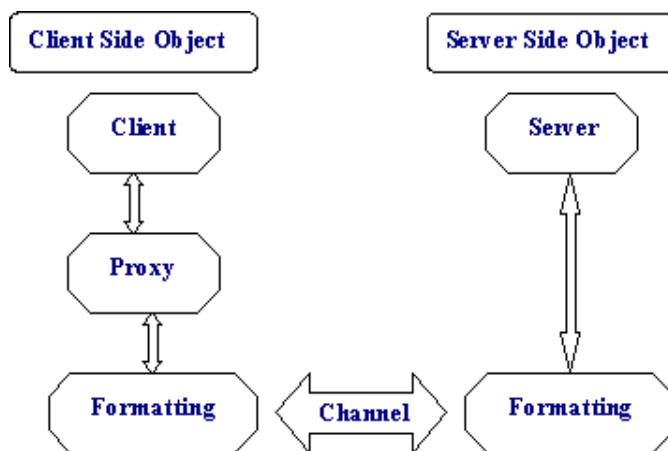 Client Side Object
Server Side Object
Client
Server
Proxy
Formatting
Channel
Formatting